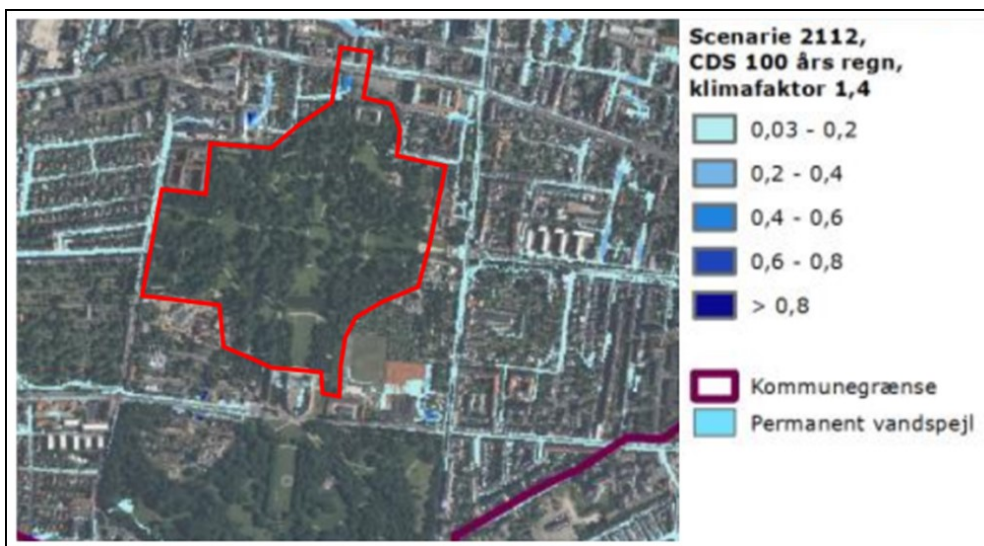 Scenarie 2112,
CDS 100 års regn,
klimafaktor 1,4
0,03 - 0,2
0,2 - 0,4
0,4 - 0,6
0,6 - 0,8
> 0,8
Kommunegrænse
Permanent vandspejl